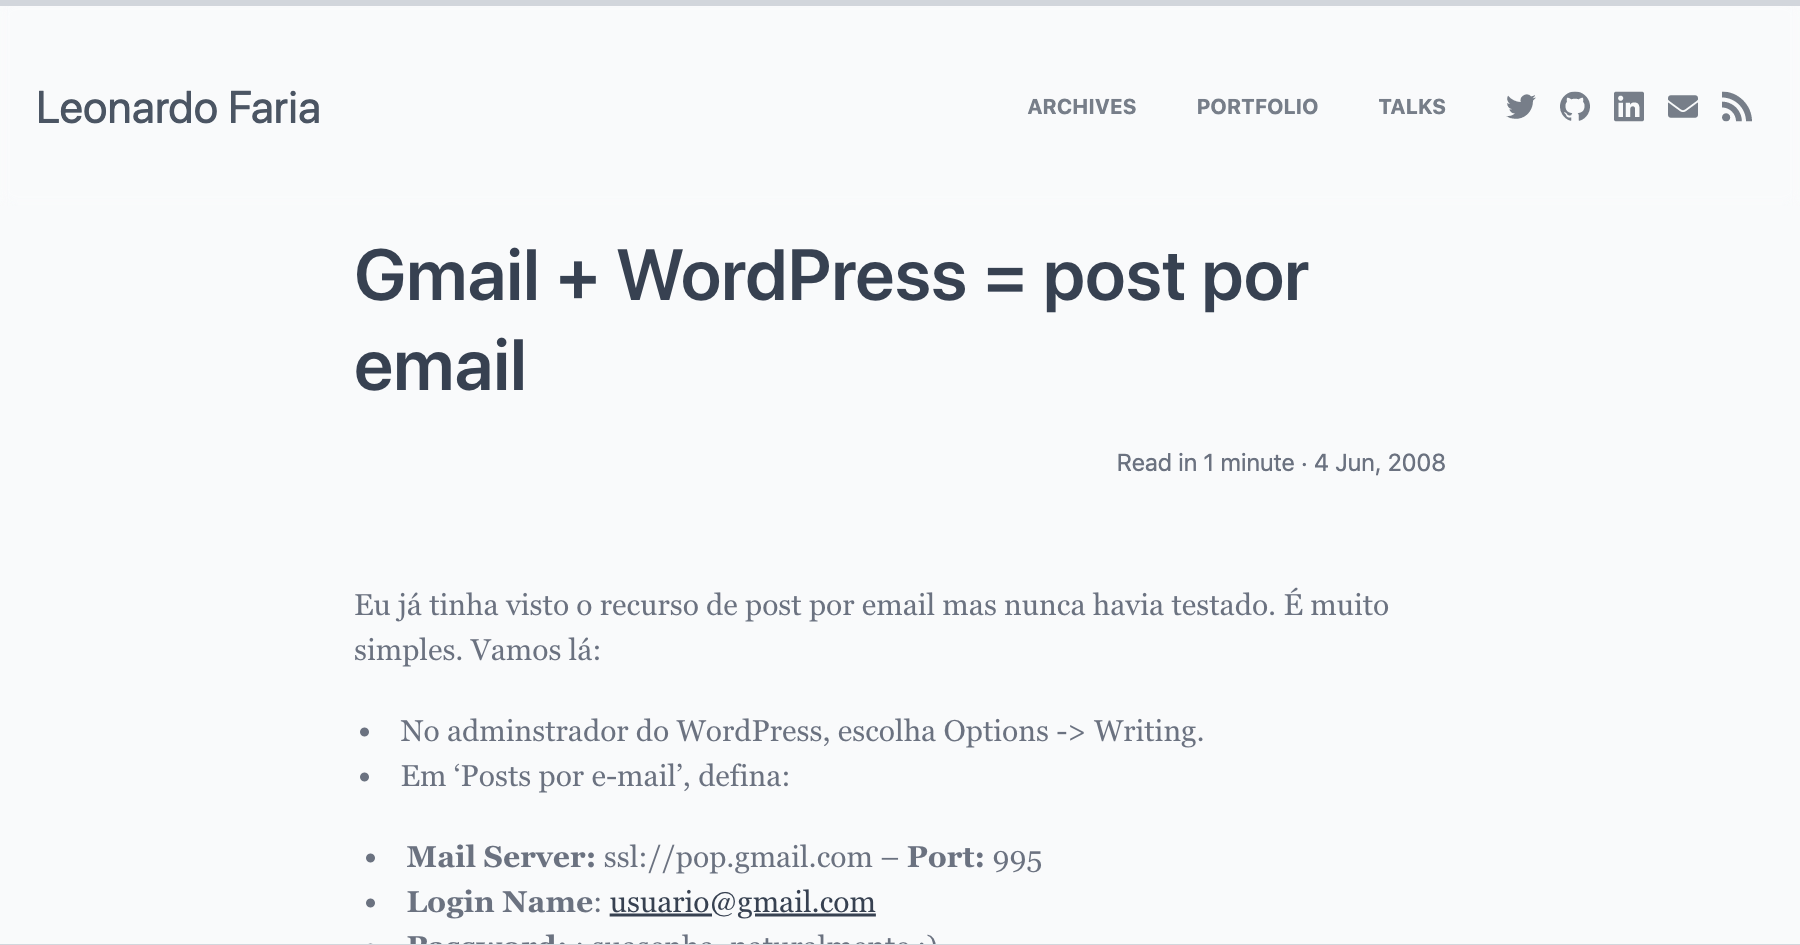 Leonardo Faria
ARCHIVES PORTFOLIO TALKS
Gmail + WordPress = post por
email
Read in 1 minute · 4 Jun, 2008
Eu já tinha visto o recurso de post por email mas nunca havia testado. É muito
simples. Vamos lá:
• No adminstrador do WordPress, escolha Options -> Writing.
• Em ‘Posts por e-mail’, defina:
• Mail Server: ssl://pop.gmail.com – Port: 995
• Login Name: usuario@gmail.com
• Password: : suasenha, naturalmente :)